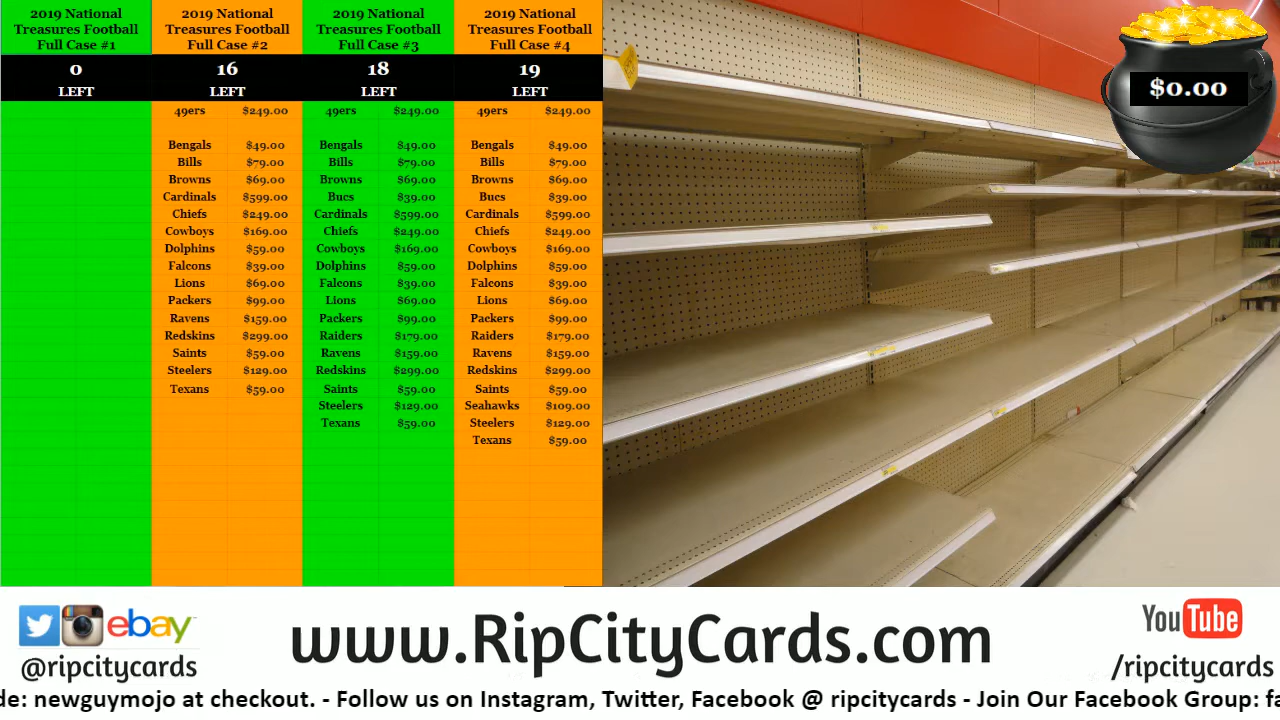 2019 National
Treasures Football
Full Case #1
0
LEFT
2019 National
Treasures Football
Full Case #2
16
LEFT
49ers $249.00
Bengals $49.00
Bills $79.00
Browns $69.00
Cardinals $599.00
Chiefs $249.00
Cowboys $169.00
Dolphins $59.00
Falcons $39.00
Lions $69.00
Packers $99.00
Ravens $159.00
Redskins $299.00
Saints $59.00
Steelers $129.00
Texans $59.00
2019 National
Treasures Football
Full Case #3
18
LEFT
49ers $249.00
Bengals $49.00
Bills $79.00
Browns $69.00
Bucs $39.00
Cardinals $599.00
Chiefs $249.00
Cowboys $169.00
Dolphins $59.00
Falcons $39.00
Lions $69.00
Packers $99.00
Raiders $179.00
Ravens $159.00
Redskins $299.00
Saints $59.00
Steelers $129.00
Texans $59.00
2019 National
Treasures Football
Full Case #4
19
LEFT
49ers $249.00
Bengals $49.00
Bills $79.00
Browns $69.00
Bucs $39.00
Cardinals $599.00
Chiefs $249.00
Cowboys $169.00
Dolphins $59.00
Falcons $39.00
Lions $69.00
Packers $99.00
Raiders $179.00
Ravens $159.00
Redskins $299.00
Saints $59.00
Seahawks $109.00
Steelers $129.00
Texans $59.00
$0.00
ebay
@ripcitycards
www.RipCityCards.com
YouTube
/ripcitycards
de: newguymojo at checkout. - Follow us on Instagram, Twitter, Facebook @ ripcitycards - Join Our Facebook Group: fa